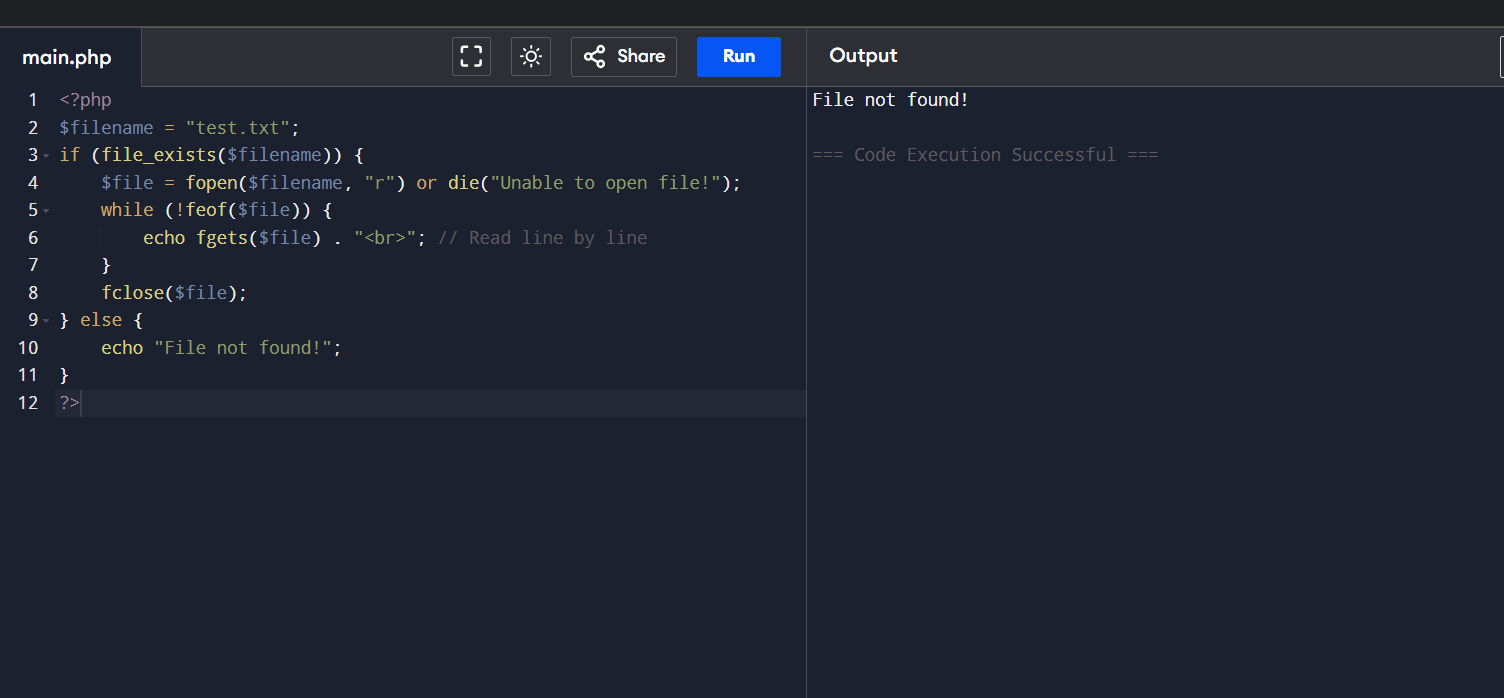 main.php
Share
Run
Output
1 <?php
2 $filename = "test.txt";
3 if (file_exists($filename)) {
4     $file = fopen($filename, "r") or die("Unable to open file!");
5     while (!feof($file)) {
6         echo fgets($file) . "<br>"; // Read line by line
7     }
8     fclose($file);
9 } else {
10     echo "File not found!";
11 }
12 ?>
File not found!
=== Code Execution Successful ===